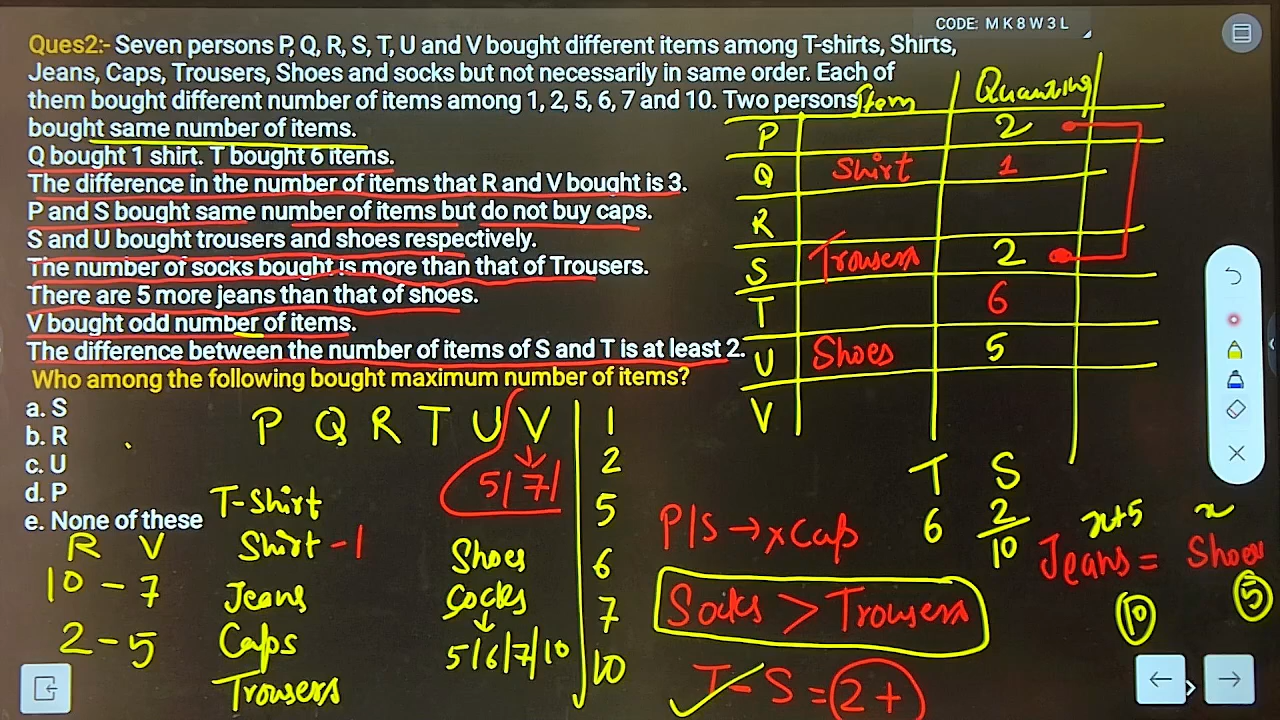 CODE: M K 8 W 3 L
Ques2:- Seven persons P, Q, R, S, T, U and V bought different items among T-shirts, Shirts,
Jeans, Caps, Trousers, Shoes and socks but not necessarily in same order. Each of
them bought different number of items among 1, 2, 5, 6, 7 and 10. Two persons
bought same number of items.
Q bought 1 shirt. T bought 6 items.
The difference in the number of items that R and V bought is 3.
P and S bought same number of items but do not buy caps.
S and U bought trousers and shoes respectively.
The number of socks bought is more than that of Trousers.
There are 5 more jeans than that of shoes.
V bought odd number of items.
The difference between the number of items of S and T is at least 2.
Who among the following bought maximum number of items?
a. S
b. R
c. U
d. P
e. None of these
Item Quantity
P 2
Q Shirt 1
R
S Trousers 2
T 6
U Shoes 5
V
P Q R T U V
5/7/
1
2
5
6
7
10
R V
10 - 7
2 - 5
T-Shirt
Shirt - 1
Jeans
Caps
Trousers
Shoes
Socks
5/6/7/10
P/S → x Caps
Socks > Trousers
T - S = 2+
T S
6 2
10
x+5 x
Jeans = Shoes
10 5